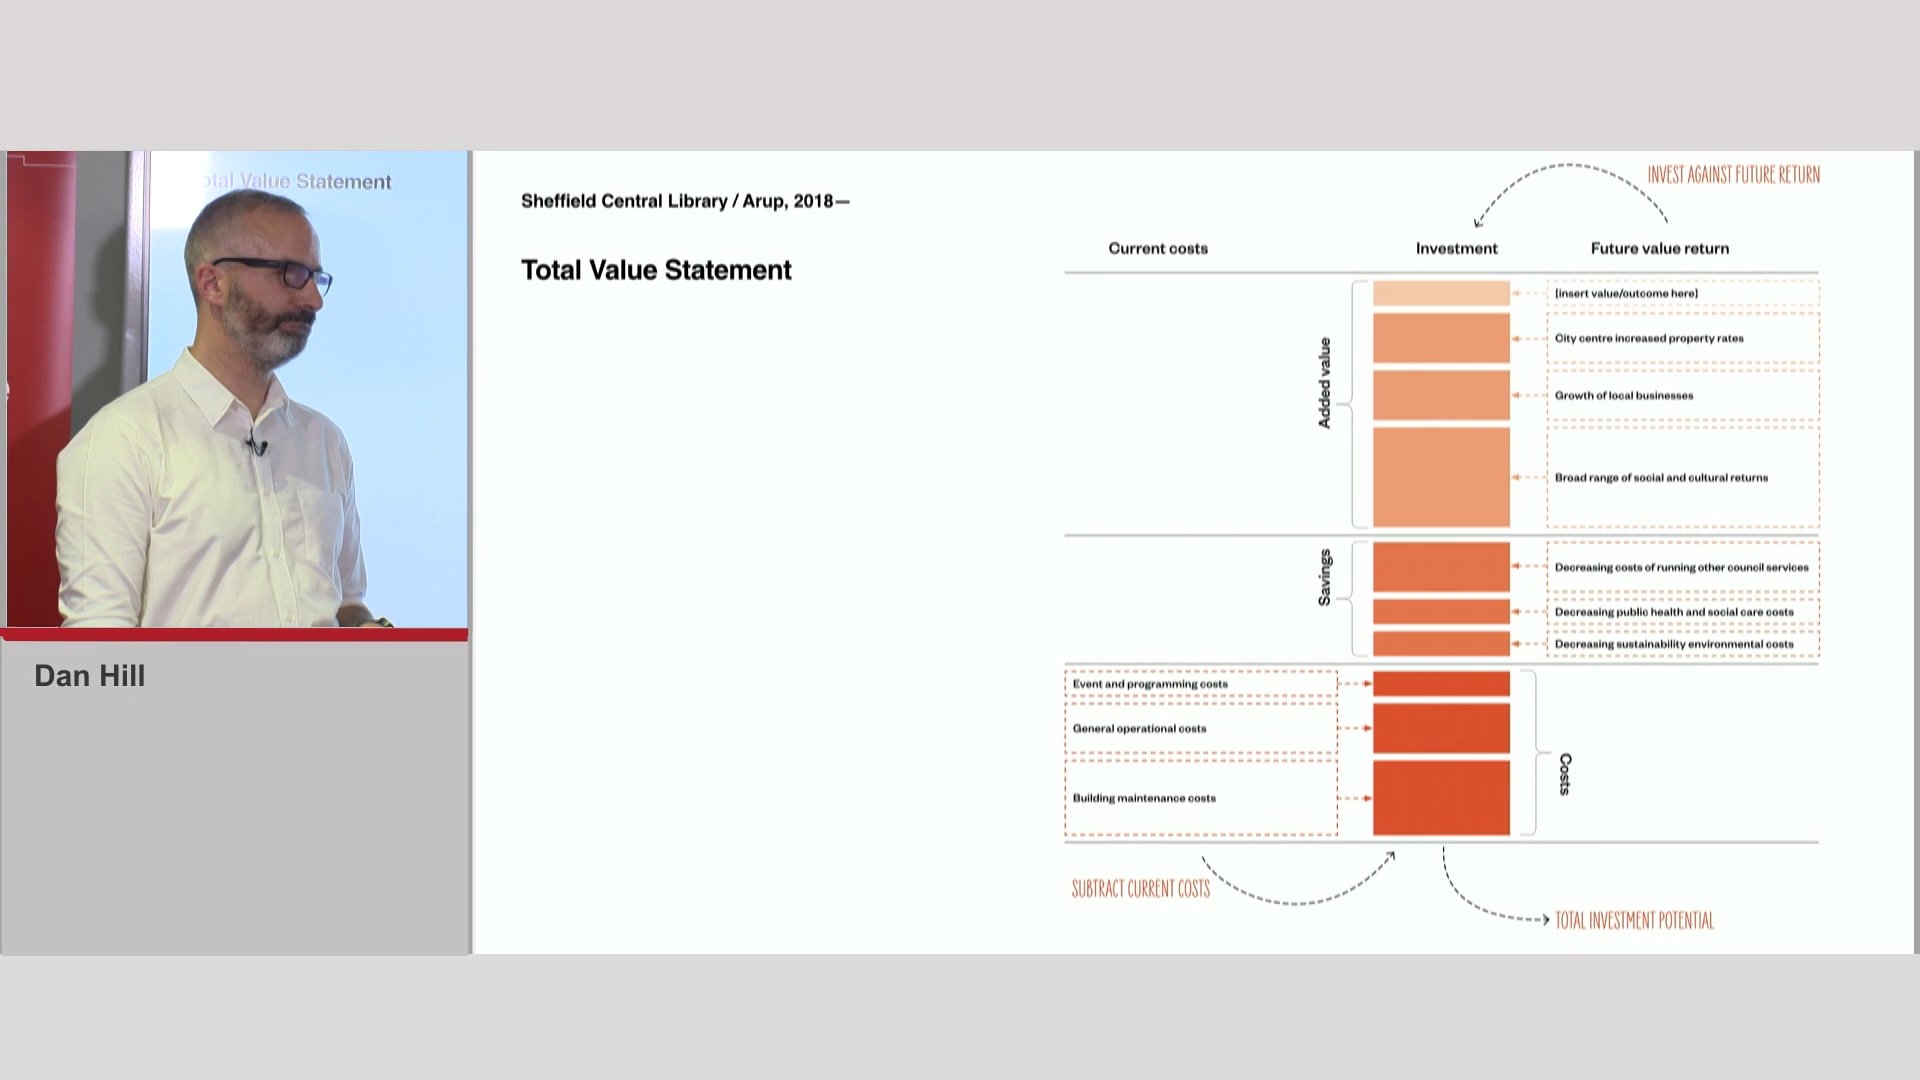 otal Value Statement
Dan Hill
Sheffield Central Library / Arup, 2018—
Total Value Statement
INVEST AGAINST FUTURE RETURN
Current costs
Investment
Future value return
Added value
[insert value/outcome here]
City centre increased property rates
Growth of local businesses
Broad range of social and cultural returns
Savings
Decreasing costs of running other council services
Decreasing public health and social care costs
Decreasing sustainability environmental costs
Event and programming costs
General operational costs
Building maintenance costs
Costs
SUBTRACT CURRENT COSTS
TOTAL INVESTMENT POTENTIAL